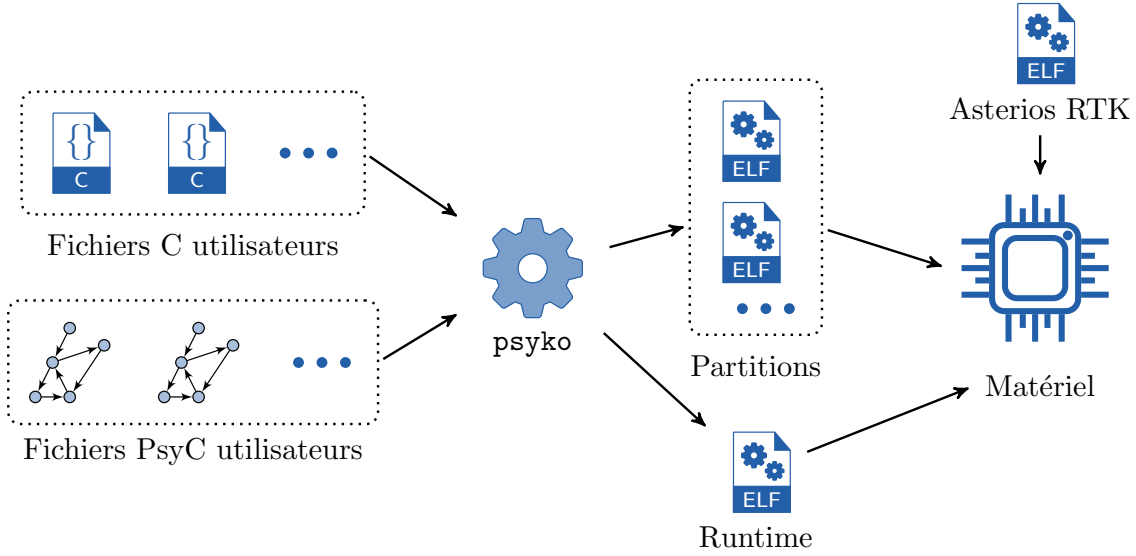 ELF
Asterios RTK
{}
C
{}
C
Fichiers C utilisateurs
Fichiers PsyC utilisateurs
psyko
ELF
ELF
Partitions
ELF
Runtime
Matériel